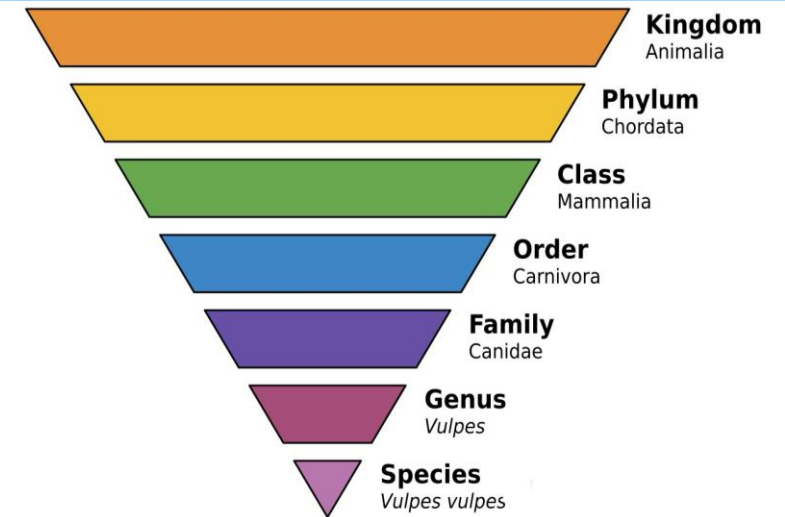 Kingdom
Animalia
Phylum
Chordata
Class
Mammalia
Order
Carnivora
Family
Canidae
Genus
Vulpes
Species
Vulpes vulpes